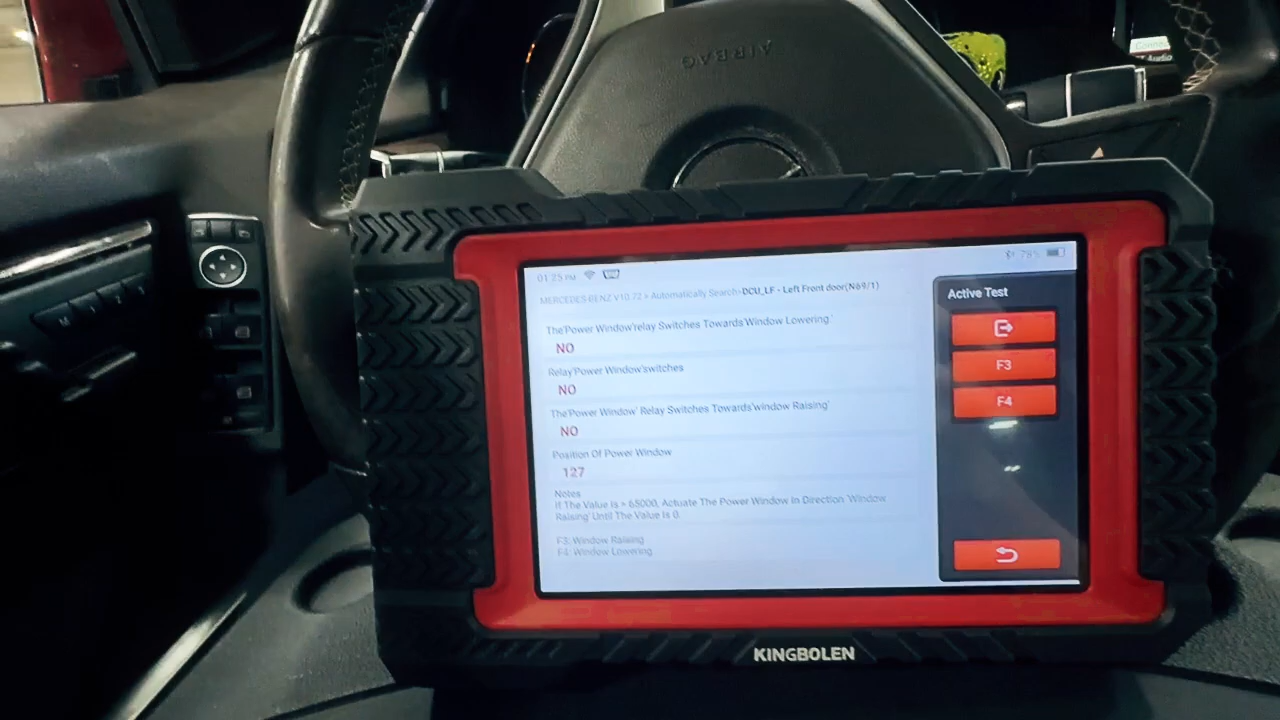 AIRBAG
01:25 PM
79%
MERCEDES-BENZ V10.72 > Automatically Search>DCU_LF - Left Front door(N69/1)
Active Test
The'Power Window'relay Switches Towards'Window Lowering.'
NO
Relay'Power Window'switches
NO
The'Power Window' Relay Switches Towards'window Raising'
NO
Position Of Power Window
127
Notes
If The Value Is > 65000, Actuate The Power Window In Direction 'Window
Raising' Until The Value Is 0.
F3: Window Raising
F4: Window Lowering
F3
F4
KINGBOLEN